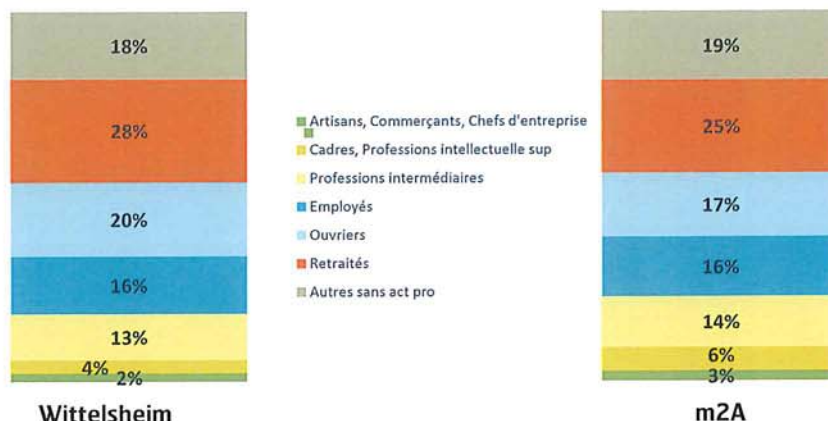 18%
28%
20%
16%
13%
4%
2%
Wittelsheim
Artisans, Commerçants, Chefs d'entreprise
Cadres, Professions intellectuelle sup
Professions intermédiaires
Employés
Ouvriers
Retraités
Autres sans act pro
19%
25%
17%
16%
14%
6%
3%
m2A